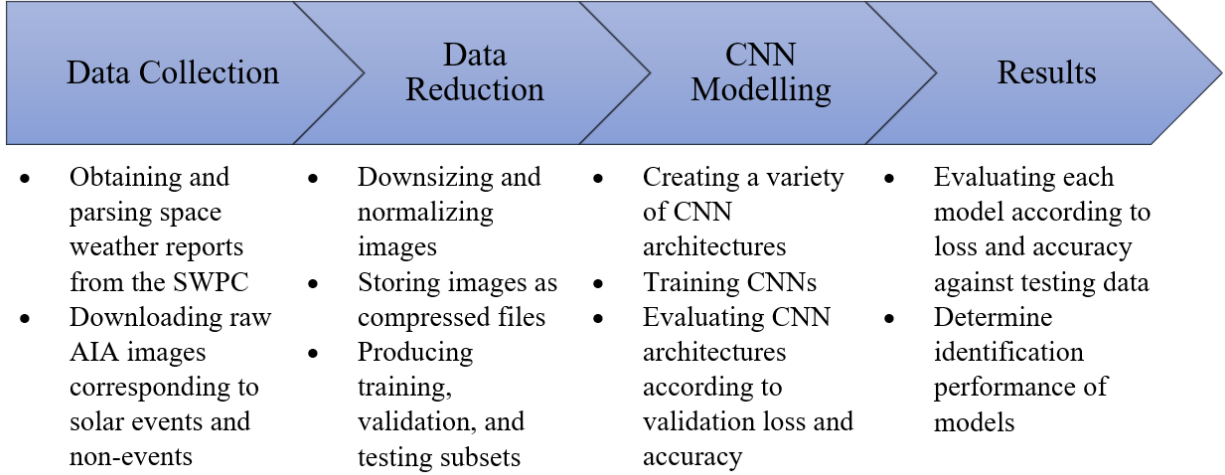 Data Collection
Data
Reduction
CNN
Modelling
Results
• Obtaining and
parsing space
weather reports
from the SWPC
• Downloading raw
AIA images
corresponding to
solar events and
non-events
• Downsizing and
normalizing
images
• Storing images as
compressed files
• Producing
training,
validation, and
testing subsets
• Creating a variety
of CNN
architectures
• Training CNNs
• Evaluating CNN
architectures
according to
validation loss and
accuracy
• Evaluating each
model according to
loss and accuracy
against testing data
• Determine
identification
performance of
models